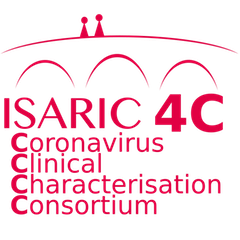 ISARIC 4C
Coronavirus
Clinical
Characterisation
Consortium